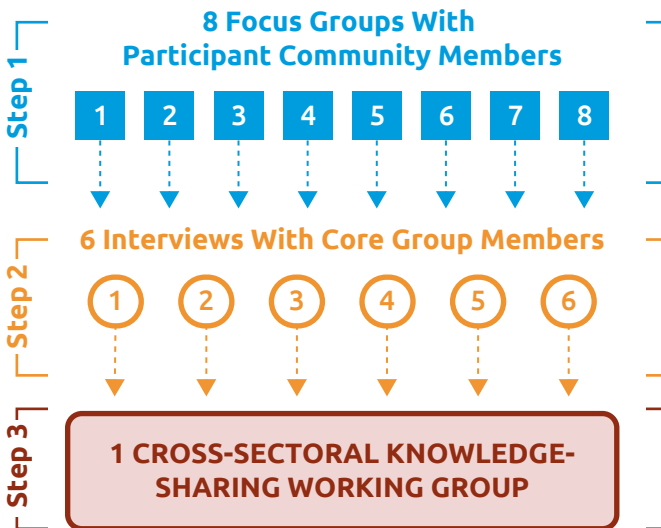 Step 1
8 Focus Groups With
Participant Community Members
1 2 3 4 5 6 7 8
Step 2
6 Interviews With Core Group Members
1 2 3 4 5 6
Step 3
1 CROSS-SECTORAL KNOWLEDGE-
SHARING WORKING GROUP